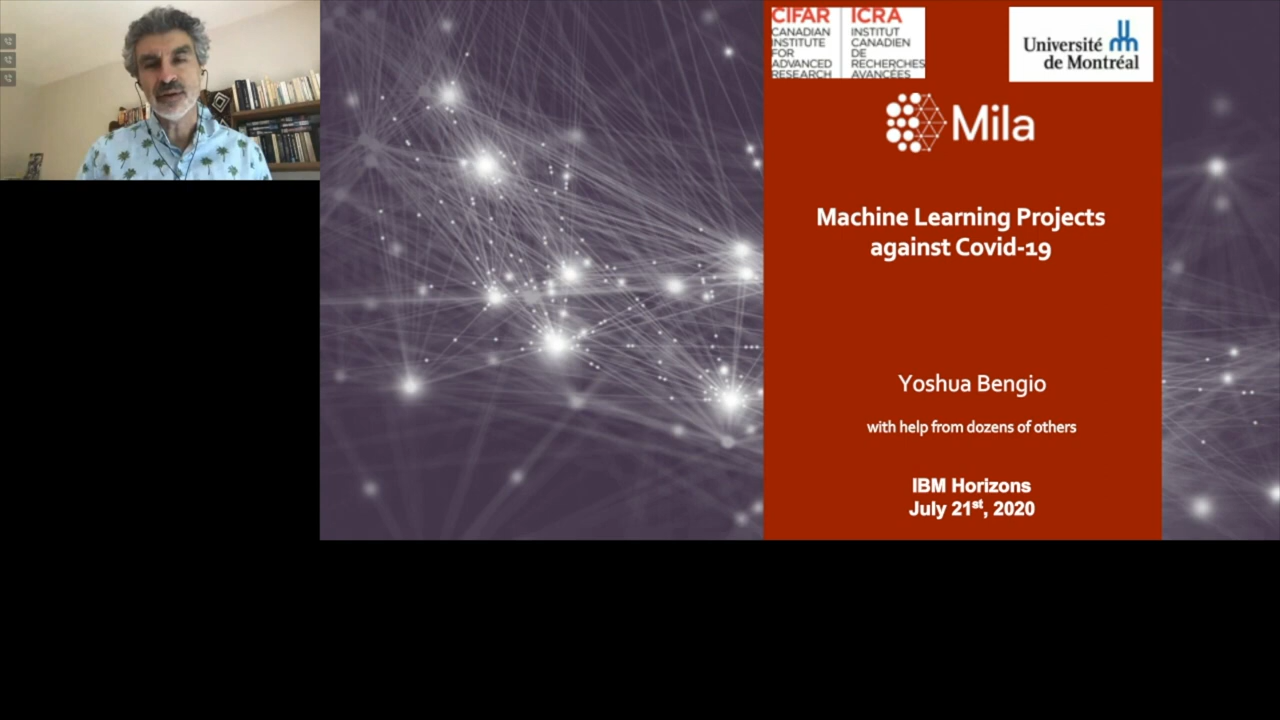 CIFAR
CANADIAN
INSTITUTE
FOR
ADVANCED
RESEARCH
ICRA
INSTITUT
CANADIEN
DE
RECHERCHES
AVANCÉES
Université
de Montréal
Mila
Machine Learning Projects
against Covid-19
Yoshua Bengio
with help from dozens of others
IBM Horizons
July 21st, 2020